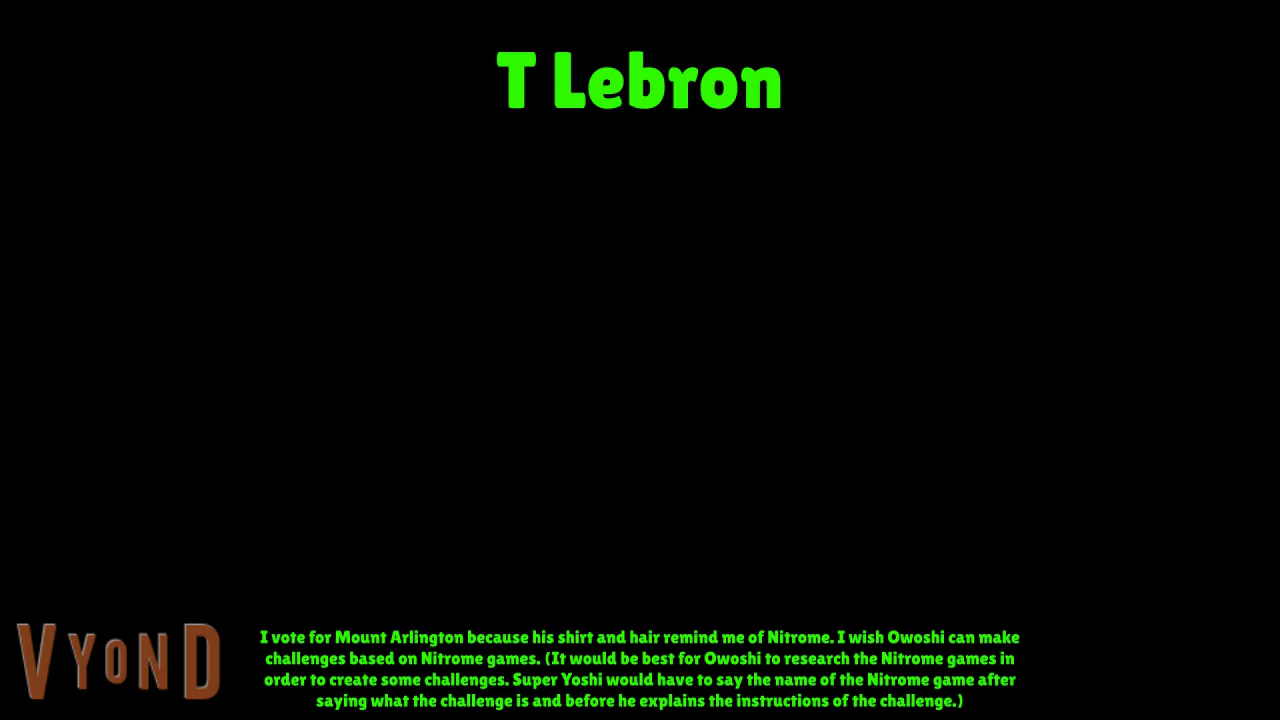 T Lebron
VYOND
I vote for Mount Arlington because his shirt and hair remind me of Nitrome. I wish Owoshi can make
challenges based on Nitrome games. (It would be best for Owoshi to research the Nitrome games in
order to create some challenges. Super Yoshi would have to say the name of the Nitrome game after
saying what the challenge is and before he explains the instructions of the challenge.)